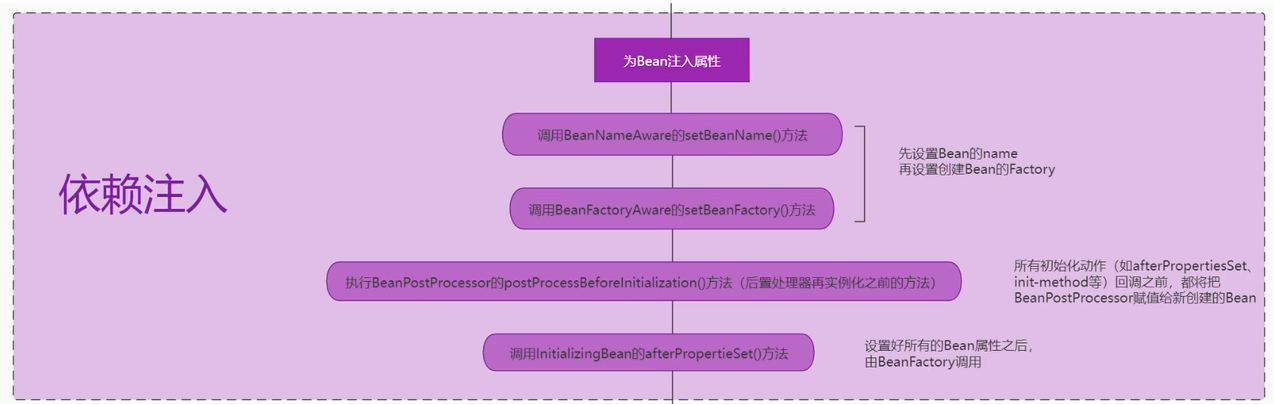 为Bean注入属性
调用BeanNameAware的setBeanName()方法
先设置Bean的name
再设置创建Bean的Factory
依赖注入
调用BeanFactoryAware的setBeanFactory()方法
执行BeanPostProcessor的postProcessBeforeInitialization()方法（后置处理器再实例化之前的方法）
所有初始化动作（如afterPropertiesSet、
init-method等）回调之前，都将把
BeanPostProcessor赋值给新创建的Bean
调用InitializingBean的afterPropertieSet()方法
设置好所有的Bean属性之后，
由BeanFactory调用